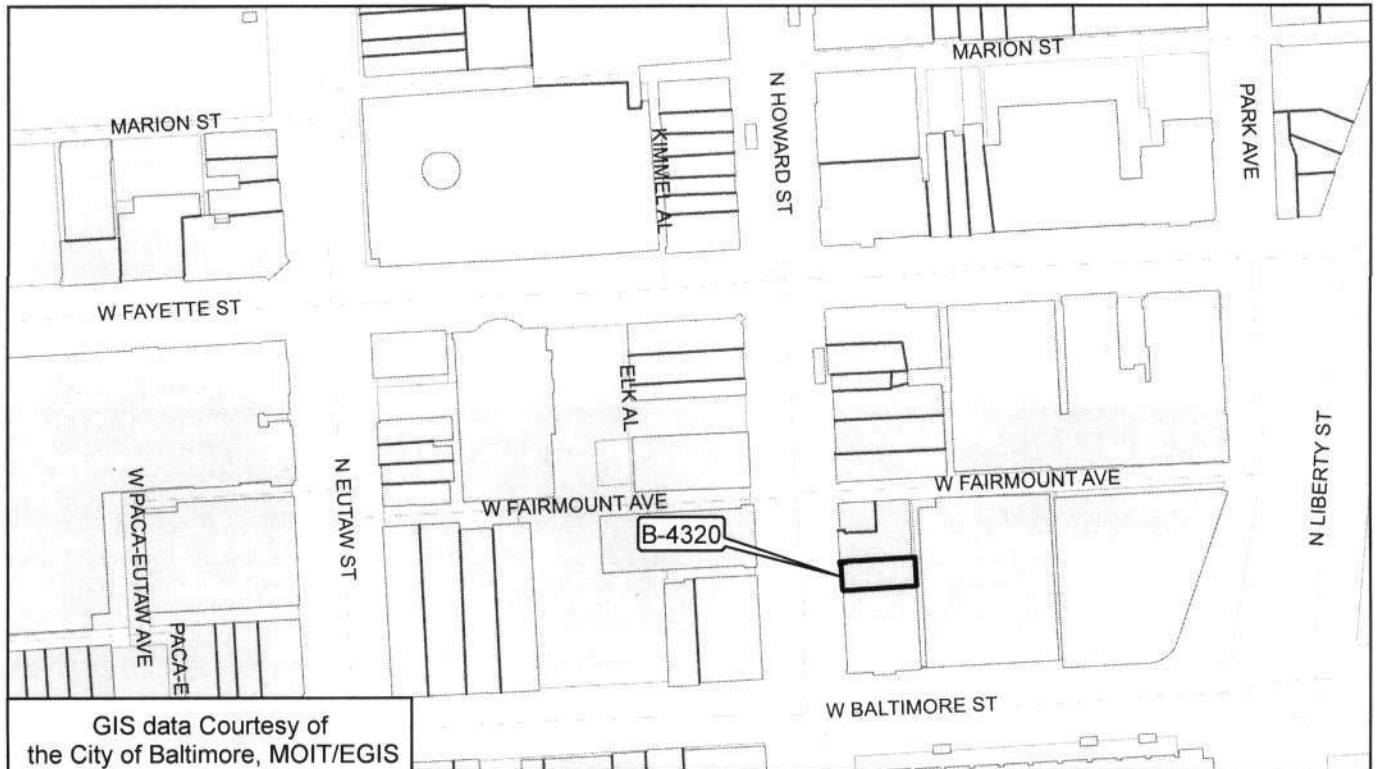 MARION ST
MARION ST
N HOWARD ST
PARK AVE
KIMMEL AL
W FAYETTE ST
ELK AL
N LIBERTY ST
W FAIRMOUNT AVE
W FAIRMOUNT AVE
N EUTAW ST
B-4320
W PACA-EUTAW AVE
PACA-E
W BALTIMORE ST
GIS data Courtesy of
the City of Baltimore, MOIT/EGIS